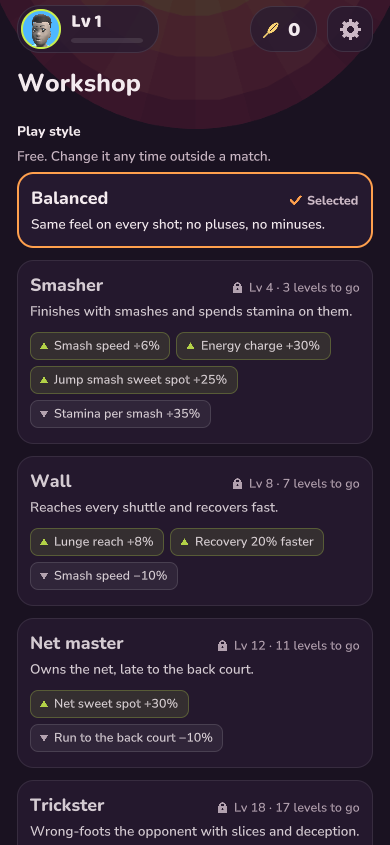 Lv 1
0
Workshop
Play style
Free. Change it any time outside a match.
Balanced
Selected
Same feel on every shot; no pluses, no minuses.
Smasher
Lv 4 · 3 levels to go
Finishes with smashes and spends stamina on them.
Smash speed +6%
Energy charge +30%
Jump smash sweet spot +25%
Stamina per smash +35%
Wall
Lv 8 · 7 levels to go
Reaches every shuttle and recovers fast.
Lunge reach +8%
Recovery 20% faster
Smash speed −10%
Net master
Lv 12 · 11 levels to go
Owns the net, late to the back court.
Net sweet spot +30%
Run to the back court −10%
Trickster
Lv 18 · 17 levels to go
Wrong-foots the opponent with slices and deception.